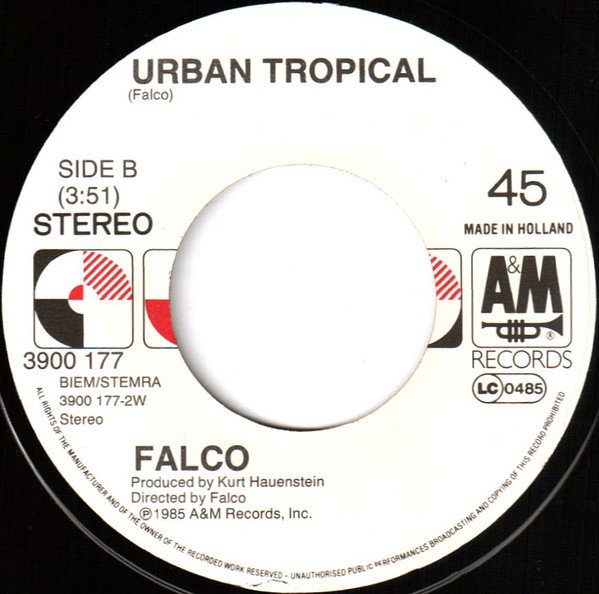 URBAN TROPICAL
(Falco)
SIDE B
(3:51)
STEREO
45
MADE IN HOLLAND
A&M
®
RECORDS
LC 0485
3900 177
BIEM/STEMRA
3900 177-2W
Stereo
FALCO
Produced by Kurt Hauenstein
Directed by Falco
℗1985 A&M Records, Inc.
ALL RIGHTS OF THE MANUFACTURER AND OF THE OWNER OF THE RECORDED WORK RESERVED - UNAUTHORISED PUBLIC PERFORMANCES BROADCASTING AND COPYING OF THIS RECORD PROHIBITED